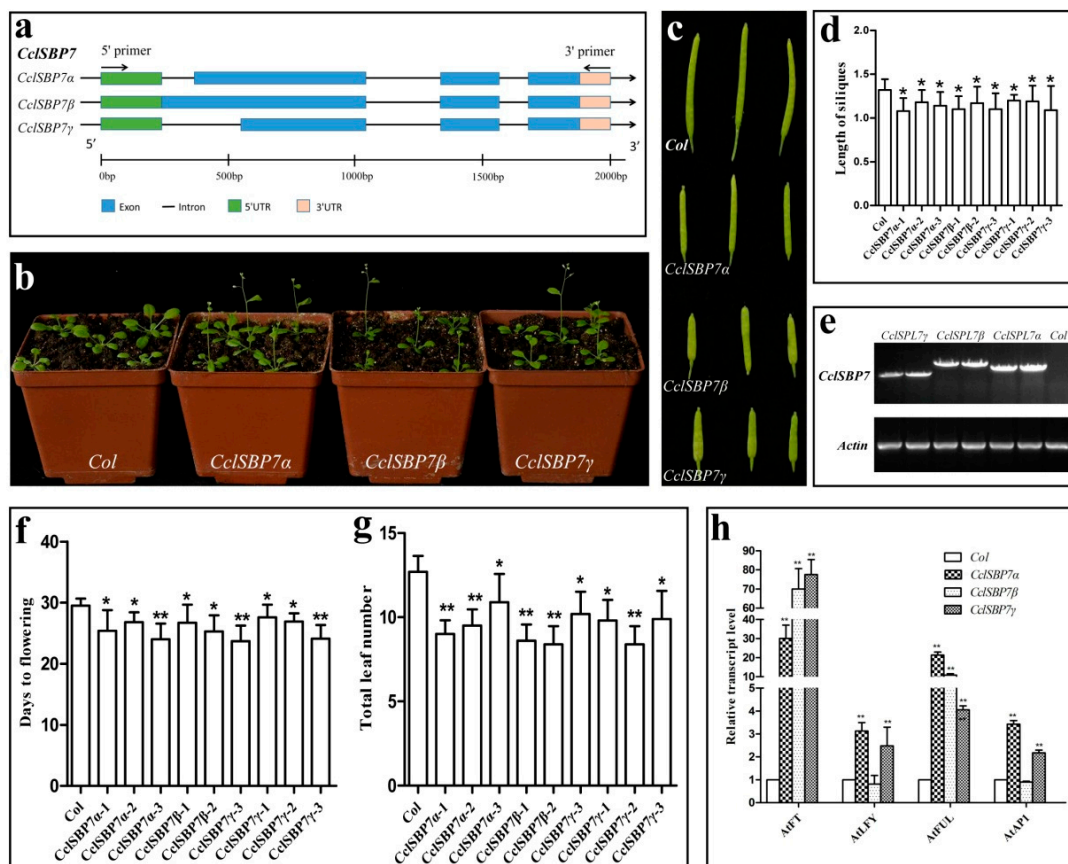 a
CclSBP7
5' primer
3' primer
CclSBP7α
CclSBP7β
CclSBP7γ
5′
3′
0bp
500bp
1000bp
1500bp
2000bp
Exon
Intron
5'UTR
3'UTR
b
Col
CclSBP7α
CclSBP7β
CclSBP7γ
c
Col
CclSBP7α
CclSBP7β
CclSBP7γ
d
Length of siliques
2.0
1.5
1.0
0.5
0.0
* * * * * * * * *
Col
CclSBP7α-1
CclSBP7α-2
CclSBP7α-3
CclSBP7β-1
CclSBP7β-2
CclSBP7γ-3
CclSBP7γ-1
CclSBP7γ-2
CclSBP7γ-3
e
CclSPL7γ
CclSPL7β
CclSPL7α
Col
CclSBP7
Actin
f
Days to flowering
40
30
20
10
0
* * ** * * ** * * **
Col
CclSBP7α-1
CclSBP7α-2
CclSBP7α-3
CclSBP7β-1
CclSBP7β-2
CclSBP7γ-3
CclSBP7γ-1
CclSBP7γ-2
CclSBP7γ-3
g
Total leaf number
15
10
5
0
** ** * ** ** * * ** *
Col
CclSBP7α-1
CclSBP7α-2
CclSBP7α-3
CclSBP7β-1
CclSBP7β-2
CclSBP7γ-3
CclSBP7γ-1
CclSBP7γ-2
CclSBP7γ-3
h
Relative transcript level
90
80
70
60
40
30
20
10
5
4
3
2
1
0
Col
CclSBP7α
CclSBP7β
CclSBP7γ
** ** **
** **
** ** **
** **
AtFT
AtLFY
AtFUL
AtAP1